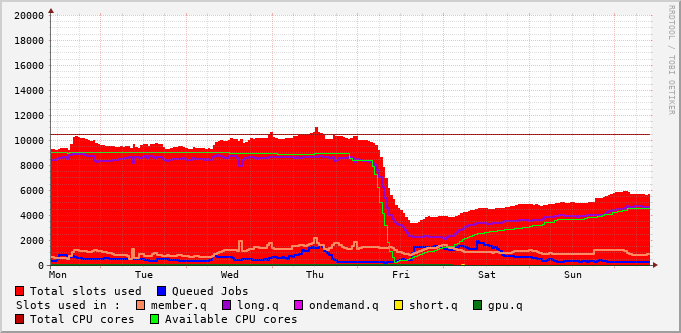 20000
18000
16000
14000
12000
10000
8000
6000
4000
2000
0
Mon Tue Wed Thu Fri Sat Sun
Total slots used Queued Jobs
Slots used in : member.q long.q ondemand.q short.q gpu.q
Total CPU cores Available CPU cores
RRDTOOL / TOBI OETIKER